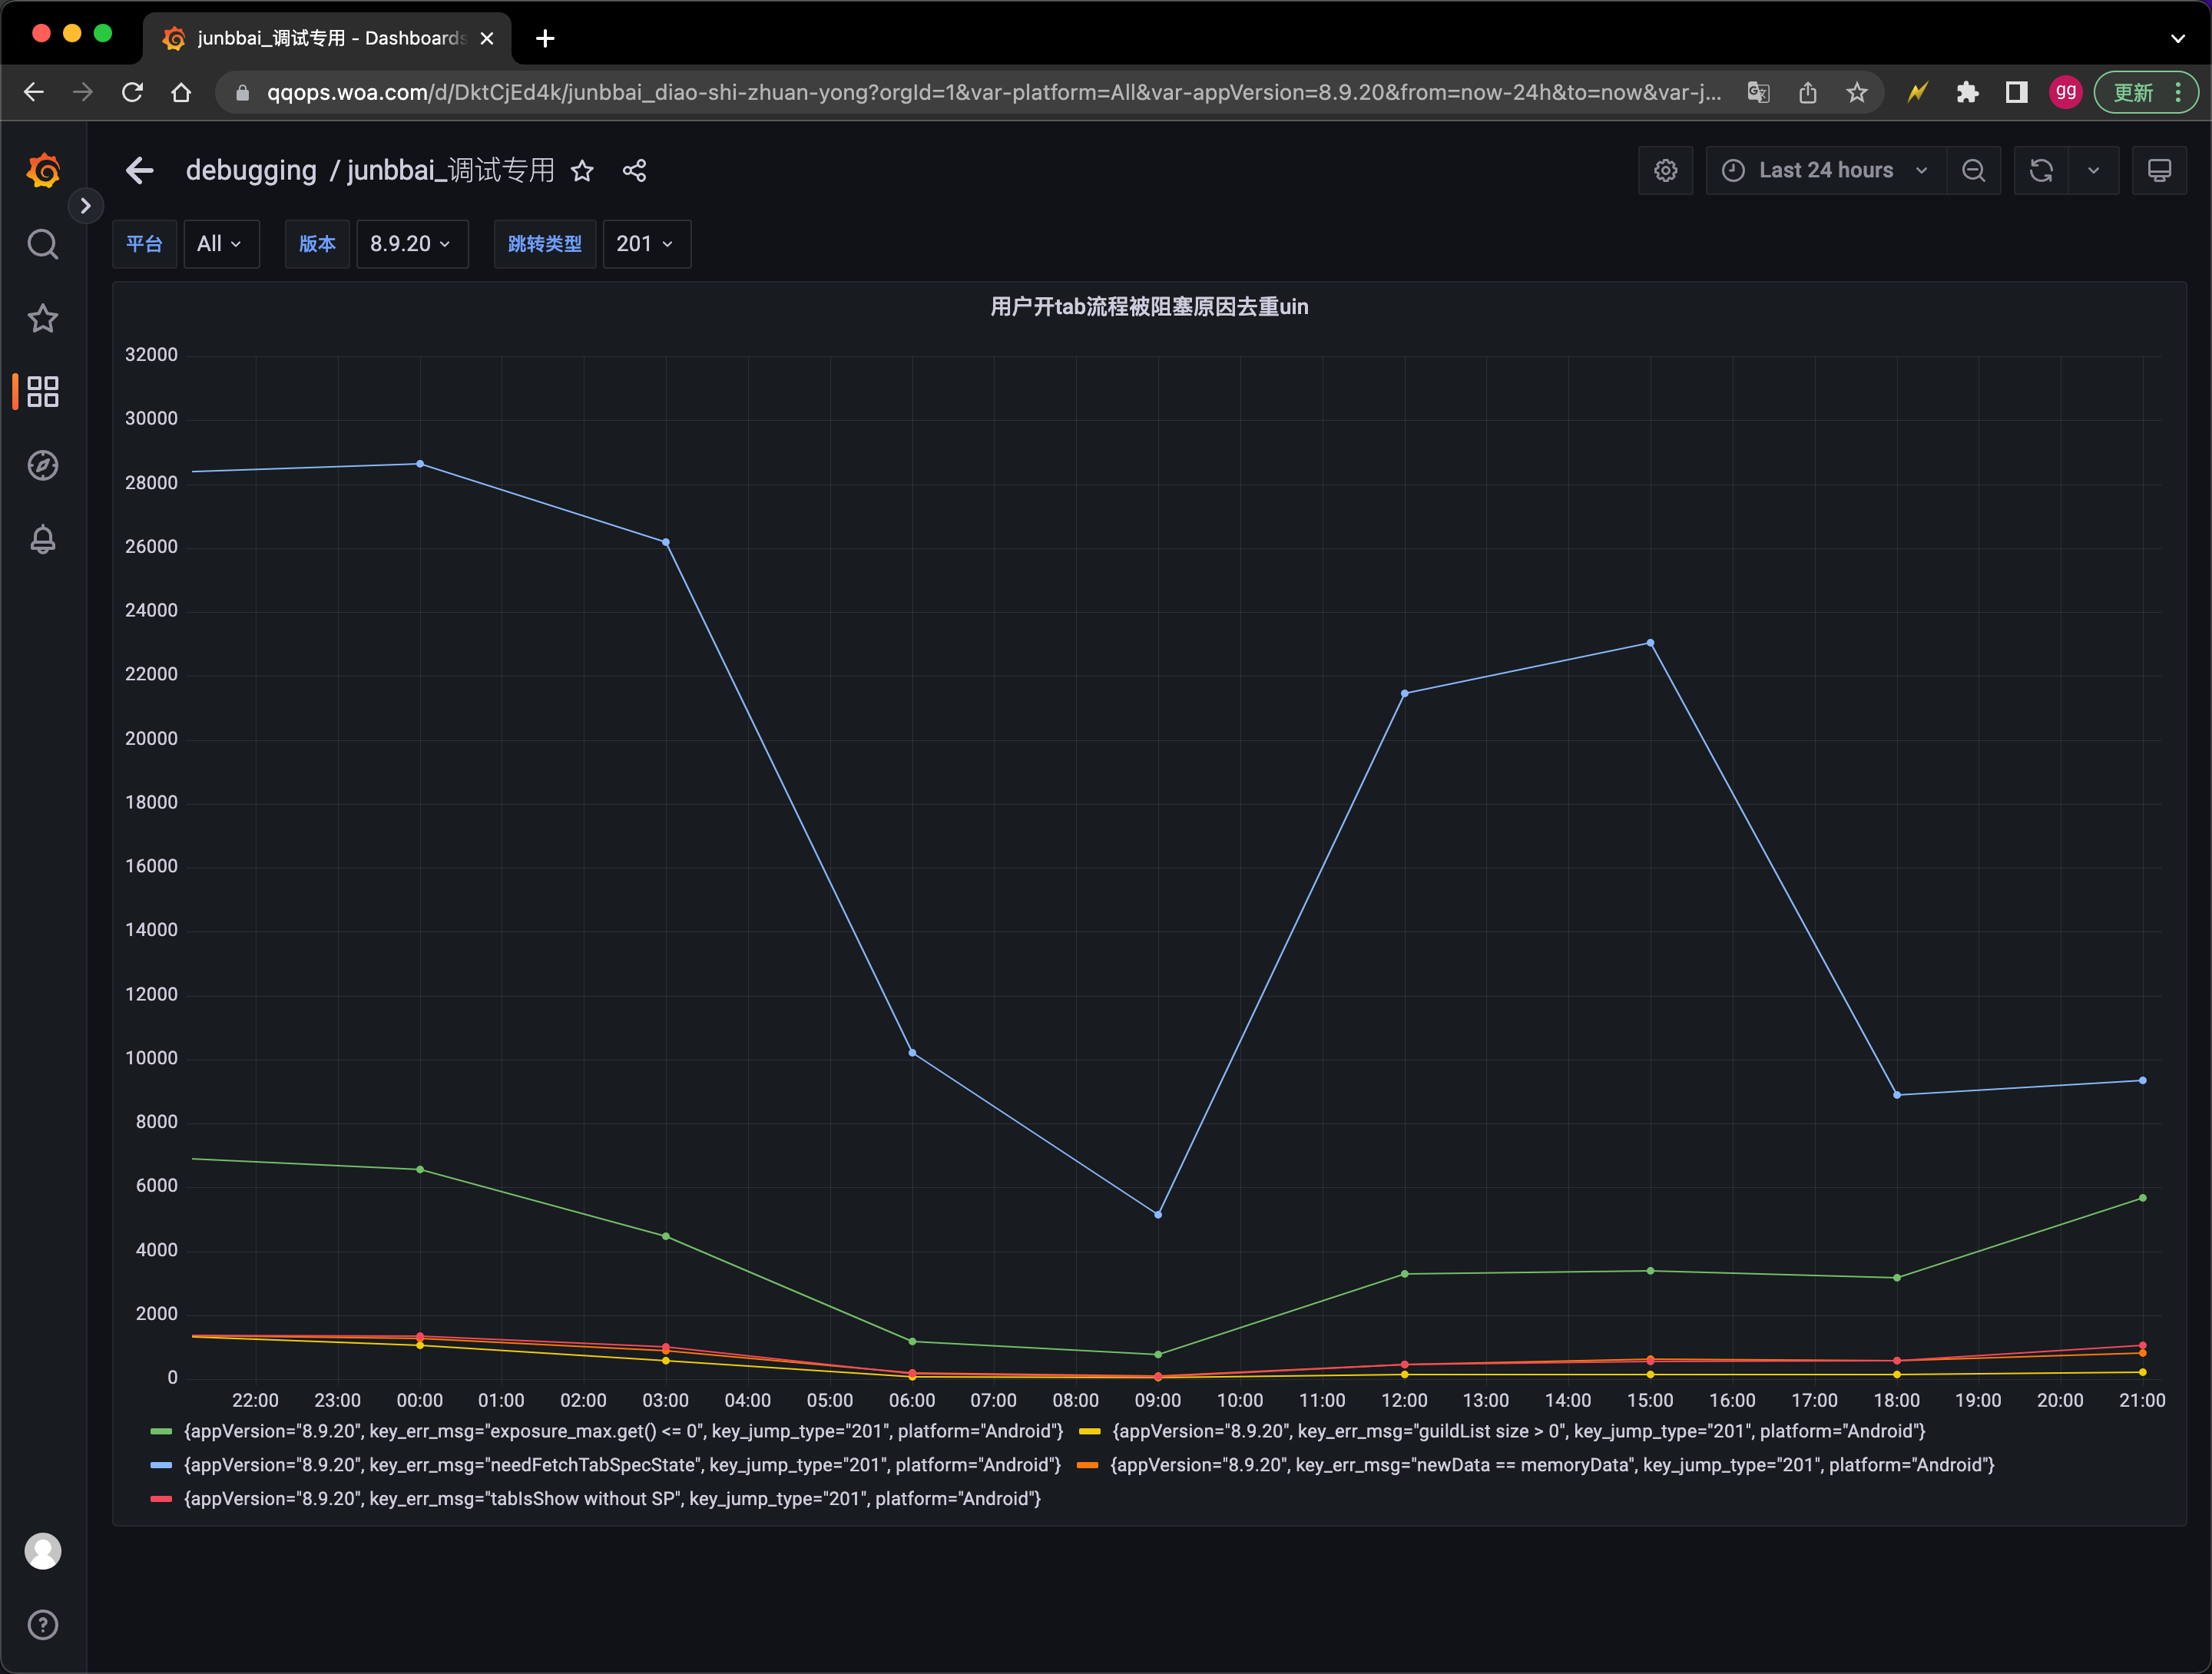 junbbai_调试专用 - Dashboards
qqops.woa.com/d/DktCjEd4k/junbbai_diao-shi-zhuan-yong?orgId=1&var-platform=All&var-appVersion=8.9.20&from=now-24h&to=now&var-j...
gg
更新
debugging / junbbai_调试专用
Last 24 hours
平台 All 版本 8.9.20 跳转类型 201
用户开tab流程被阻塞原因去重uin
32000
30000
28000
26000
24000
22000
20000
18000
16000
14000
12000
10000
8000
6000
4000
2000
0
22:00 23:00 00:00 01:00 02:00 03:00 04:00 05:00 06:00 07:00 08:00 09:00 10:00 11:00 12:00 13:00 14:00 15:00 16:00 17:00 18:00 19:00 20:00 21:00
{appVersion="8.9.20", key_err_msg="exposure_max.get() <= 0", key_jump_type="201", platform="Android"} {appVersion="8.9.20", key_err_msg="guildList size > 0", key_jump_type="201", platform="Android"}
{appVersion="8.9.20", key_err_msg="needFetchTabSpecState", key_jump_type="201", platform="Android"} {appVersion="8.9.20", key_err_msg="newData == memoryData", key_jump_type="201", platform="Android"}
{appVersion="8.9.20", key_err_msg="tabIsShow without SP", key_jump_type="201", platform="Android"}